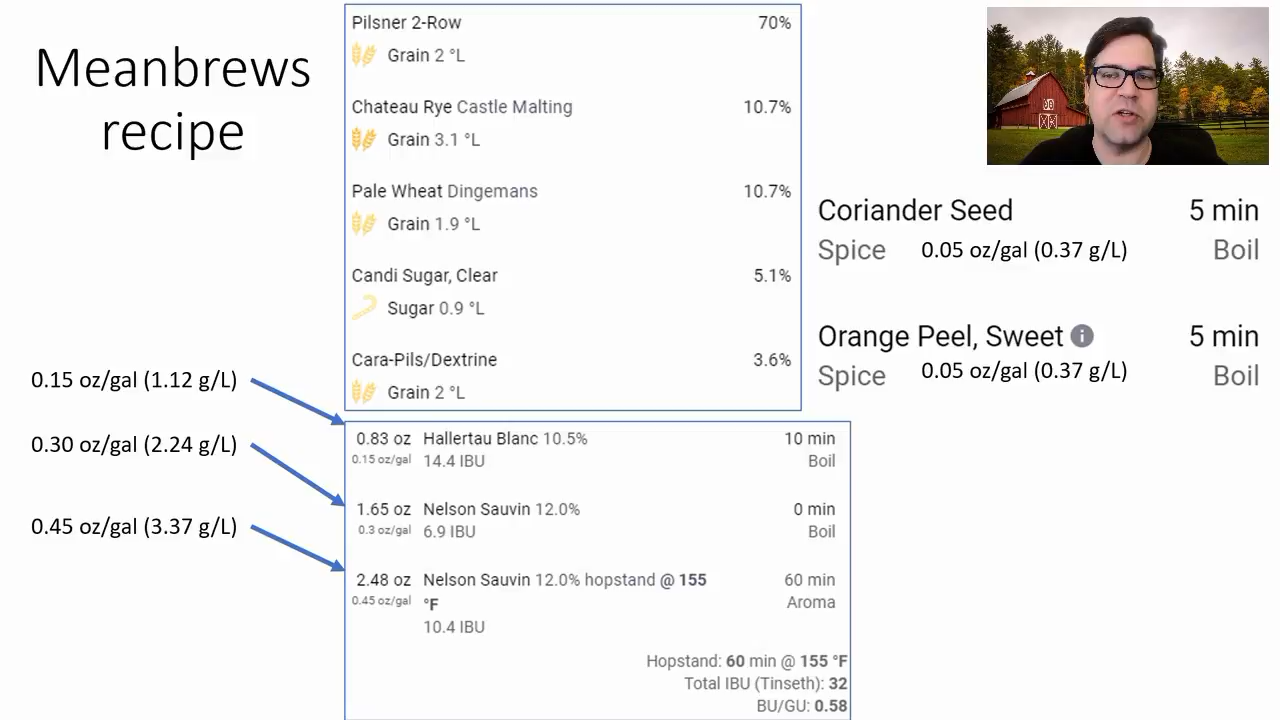 Meanbrews
recipe
Pilsner 2-Row 70%
Grain 2 °L
Chateau Rye Castle Malting 10.7%
Grain 3.1 °L
Pale Wheat Dingemans 10.7%
Grain 1.9 °L
Candi Sugar, Clear 5.1%
Sugar 0.9 °L
Cara-Pils/Dextrine 3.6%
Grain 2 °L
Coriander Seed 5 min
Spice 0.05 oz/gal (0.37 g/L) Boil
Orange Peel, Sweet i 5 min
Spice 0.05 oz/gal (0.37 g/L) Boil
0.15 oz/gal (1.12 g/L)
0.30 oz/gal (2.24 g/L)
0.45 oz/gal (3.37 g/L)
0.83 oz Hallertau Blanc 10.5% 10 min
0.15 oz/gal 14.4 IBU Boil
1.65 oz Nelson Sauvin 12.0% 0 min
0.3 oz/gal 6.9 IBU Boil
2.48 oz Nelson Sauvin 12.0% hopstand @ 155 60 min
0.45 oz/gal °F Aroma
10.4 IBU
Hopstand: 60 min @ 155 °F
Total IBU (Tinseth): 32
BU/GU: 0.58